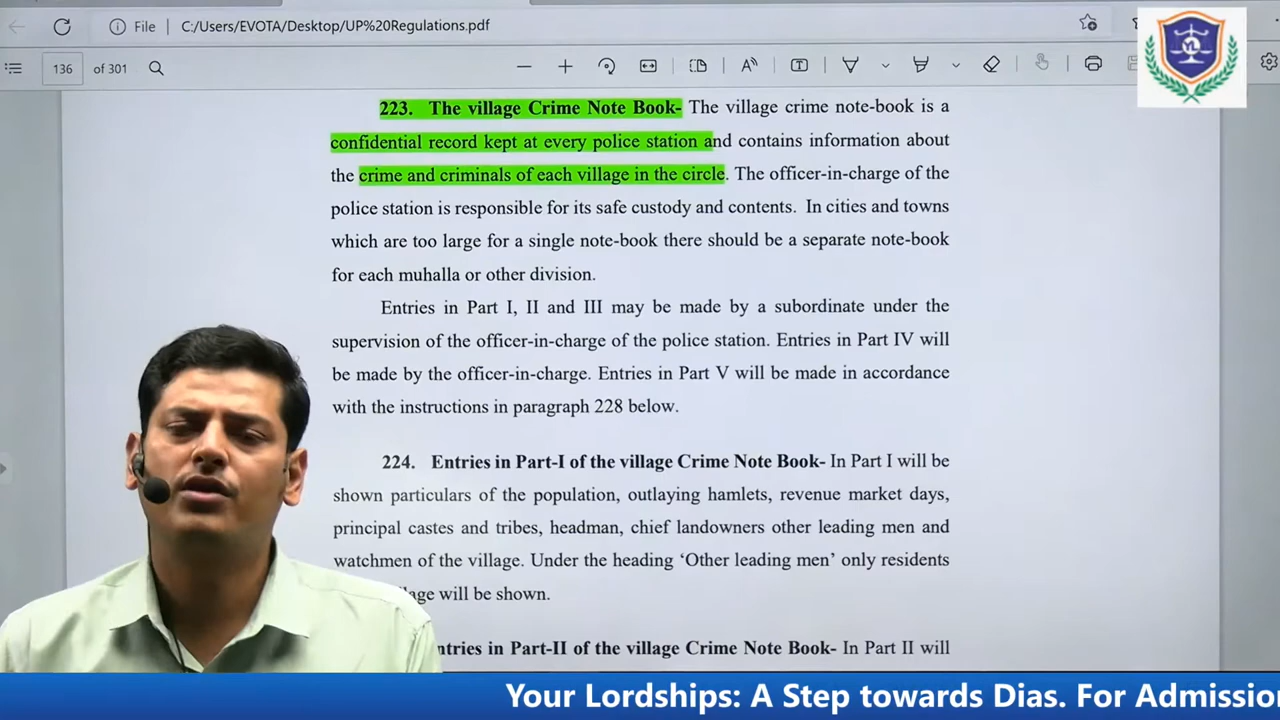 File | C:/Users/EVOTA/Desktop/UP%20Regulations.pdf
136 of 301
223. The village Crime Note Book- The village crime note-book is a
confidential record kept at every police station and contains information about
the crime and criminals of each village in the circle. The officer-in-charge of the
police station is responsible for its safe custody and contents. In cities and towns
which are too large for a single note-book there should be a separate note-book
for each muhalla or other division.
Entries in Part I, II and III may be made by a subordinate under the
supervision of the officer-in-charge of the police station. Entries in Part IV will
be made by the officer-in-charge. Entries in Part V will be made in accordance
with the instructions in paragraph 228 below.
224. Entries in Part-I of the village Crime Note Book- In Part I will be
shown particulars of the population, outlaying hamlets, revenue market days,
principal castes and tribes, headman, chief landowners other leading men and
watchmen of the village. Under the heading ‘Other leading men’ only residents
will be shown.
Part-II of the village Crime Note Book- In Part II will
Your Lordships: A Step towards Dias. For Admissio